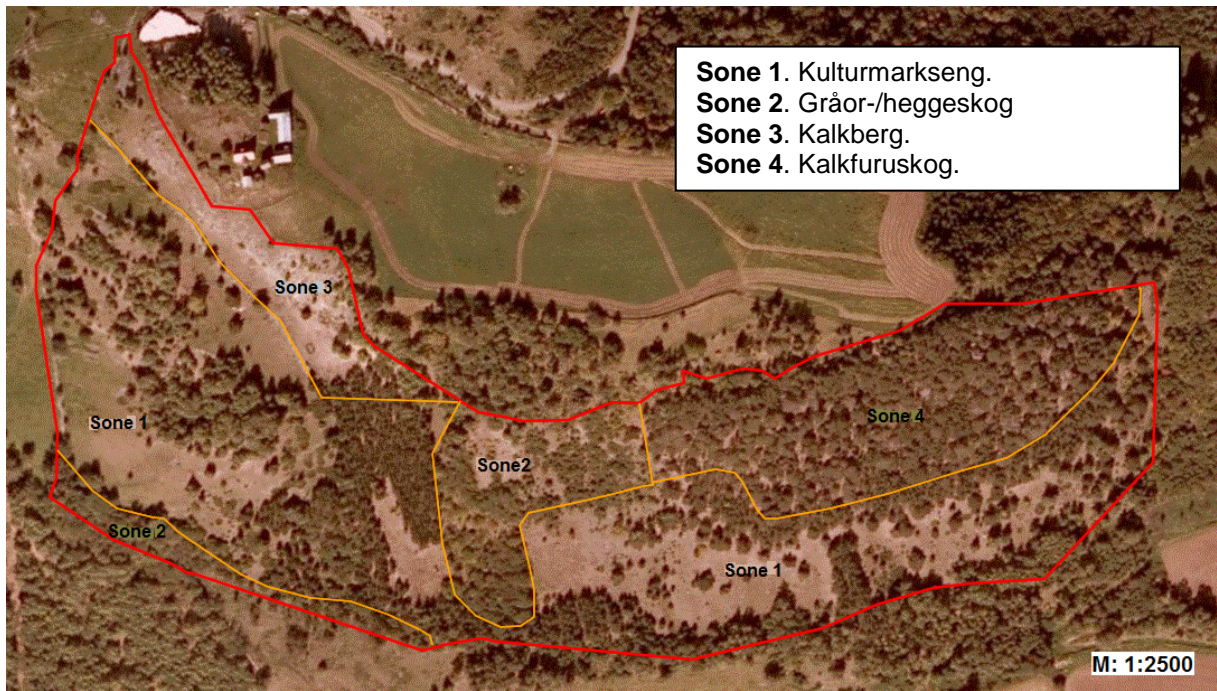 Sone 1. Kulturmarkseng.
Sone 2. Gråor-/heggeskog
Sone 3. Kalkberg.
Sone 4. Kalkfuruskog.
Sone 3
Sone 1
Sone 4
Sone2
Sone 2
Sone 1
M: 1:2500